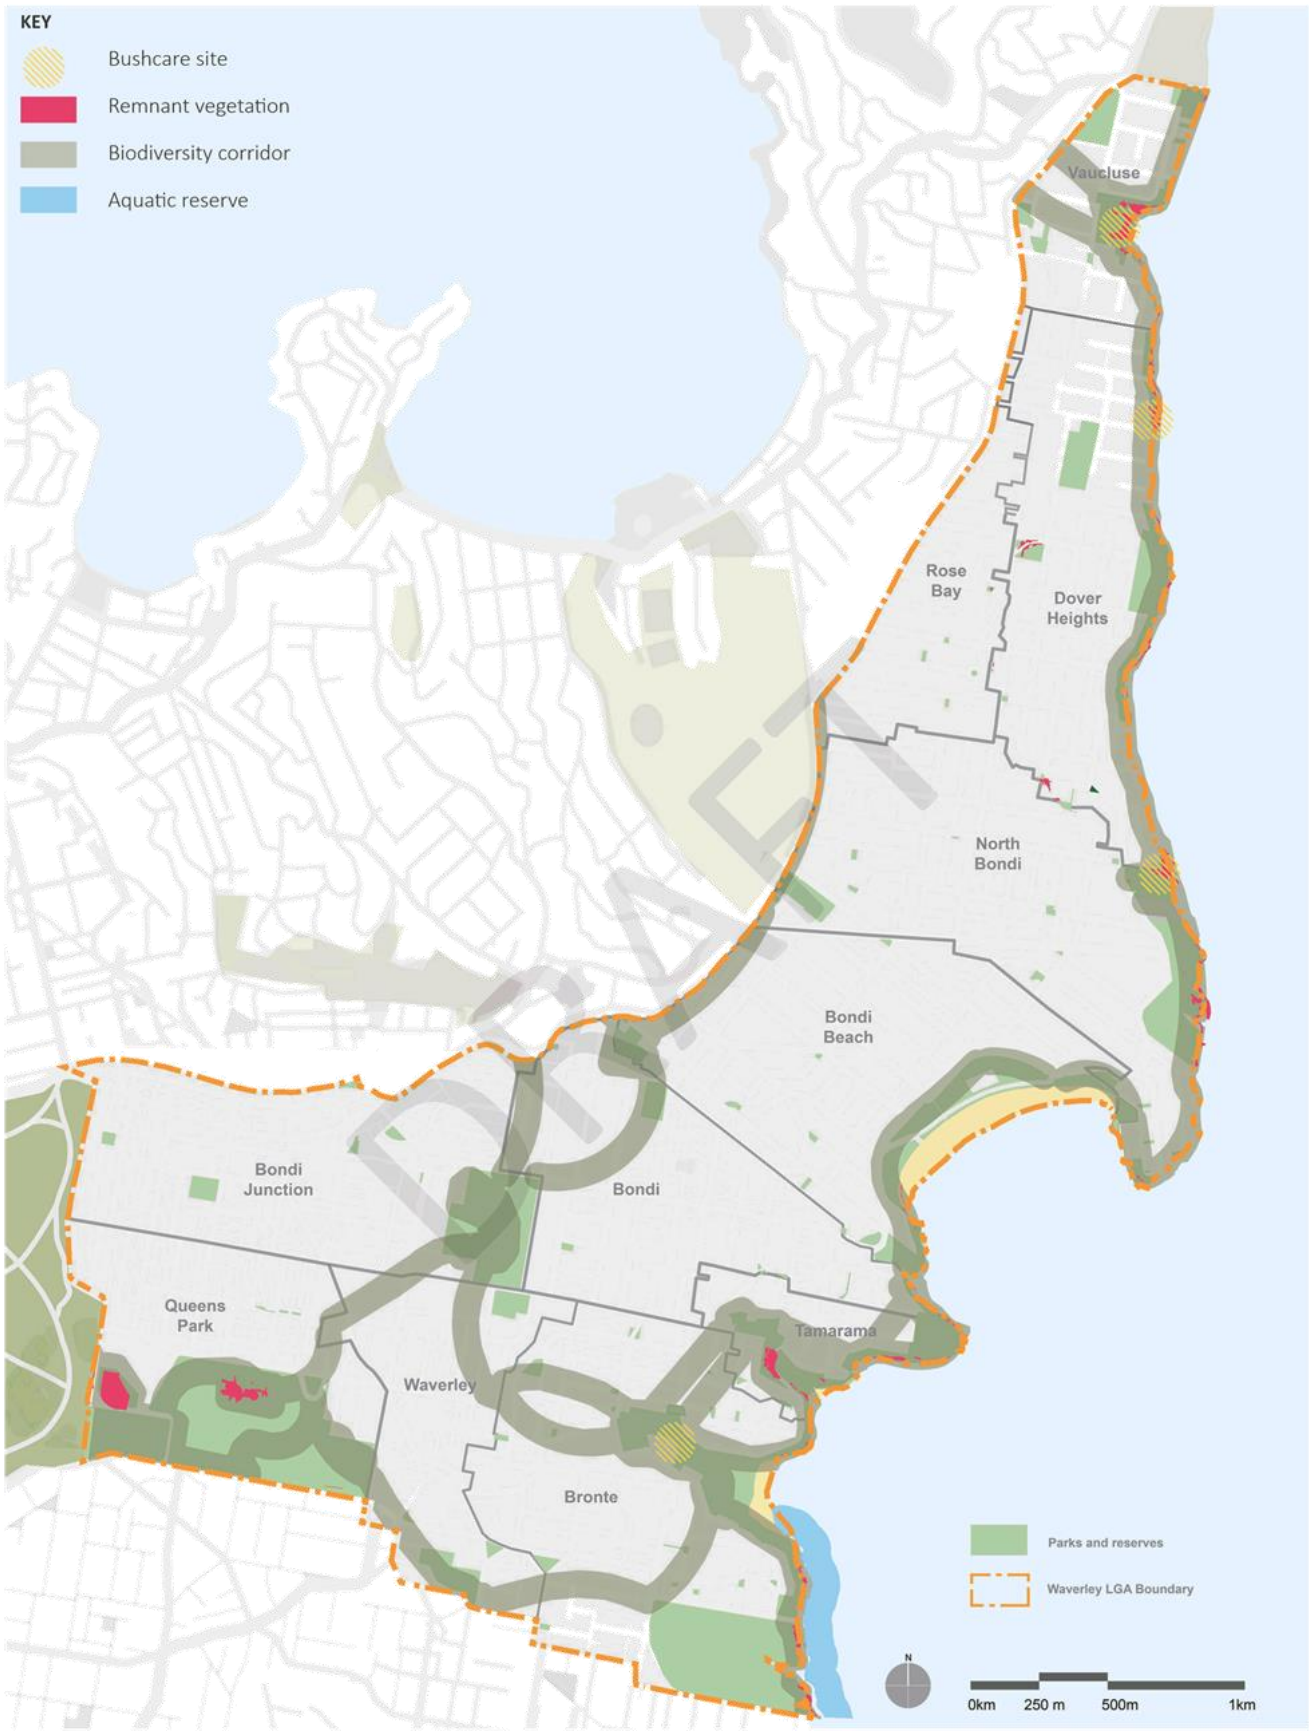 KEY
Bushcare site
Remnant vegetation
Biodiversity corridor
Aquatic reserve
Vaucluse
Rose
Bay
Dover
Heights
North
Bondi
Bondi
Beach
Bondi
Junction
Bondi
Queens
Park
Tamarama
Waverley
Bronte
DRAFT
Parks and reserves
Waverley LGA Boundary
N
0km 250 m 500m 1km